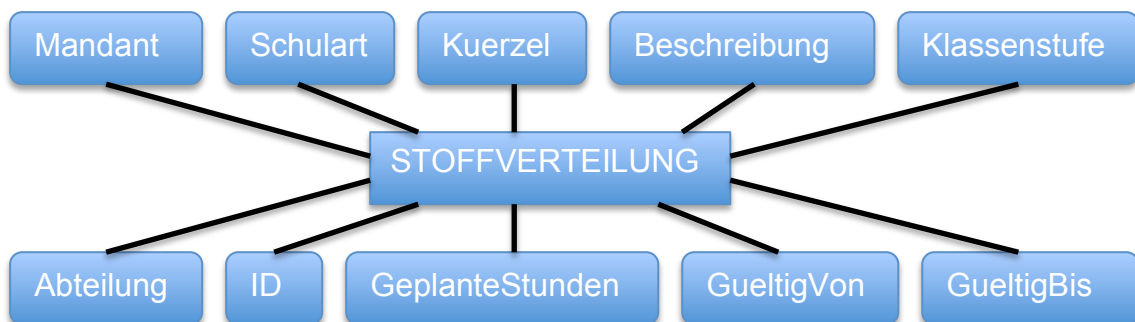 Mandant
Schulart
Kuerzel
Beschreibung
Klassenstufe
STOFFVERTEILUNG
Abteilung
ID
GeplanteStunden
GueltigVon
GueltigBis